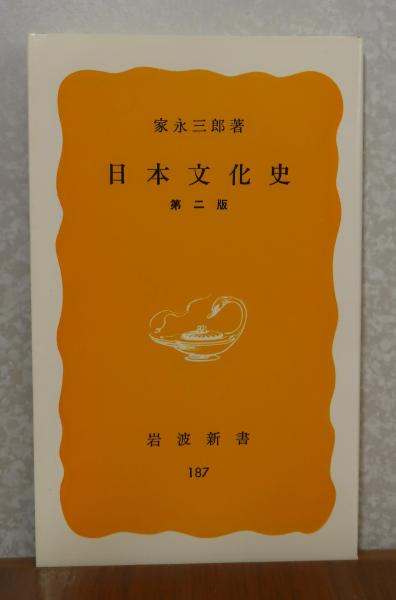 家永三郎著
日本文化史
第二版
岩波新書
187